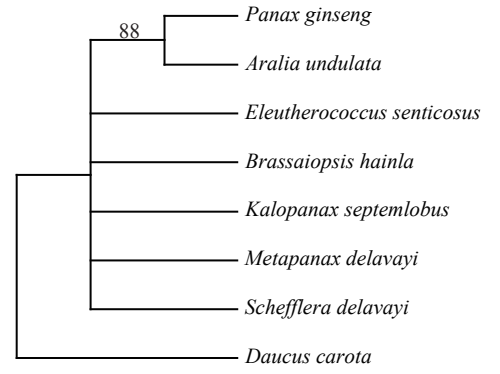 Panax ginseng
88
Aralia undulata
Eleutherococcus senticosus
Brassaiopsis hainla
Kalopanax septemlobus
Metapanax delavayi
Schefflera delavayi
Daucus carota